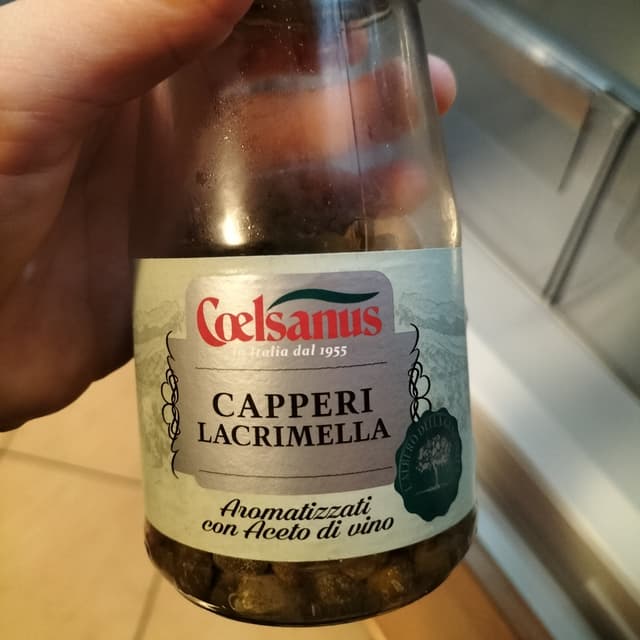 Coelsanus
in Italia dal 1955
CAPPERI
LACRIMELLA
Aromatizzati
con Aceto di vino